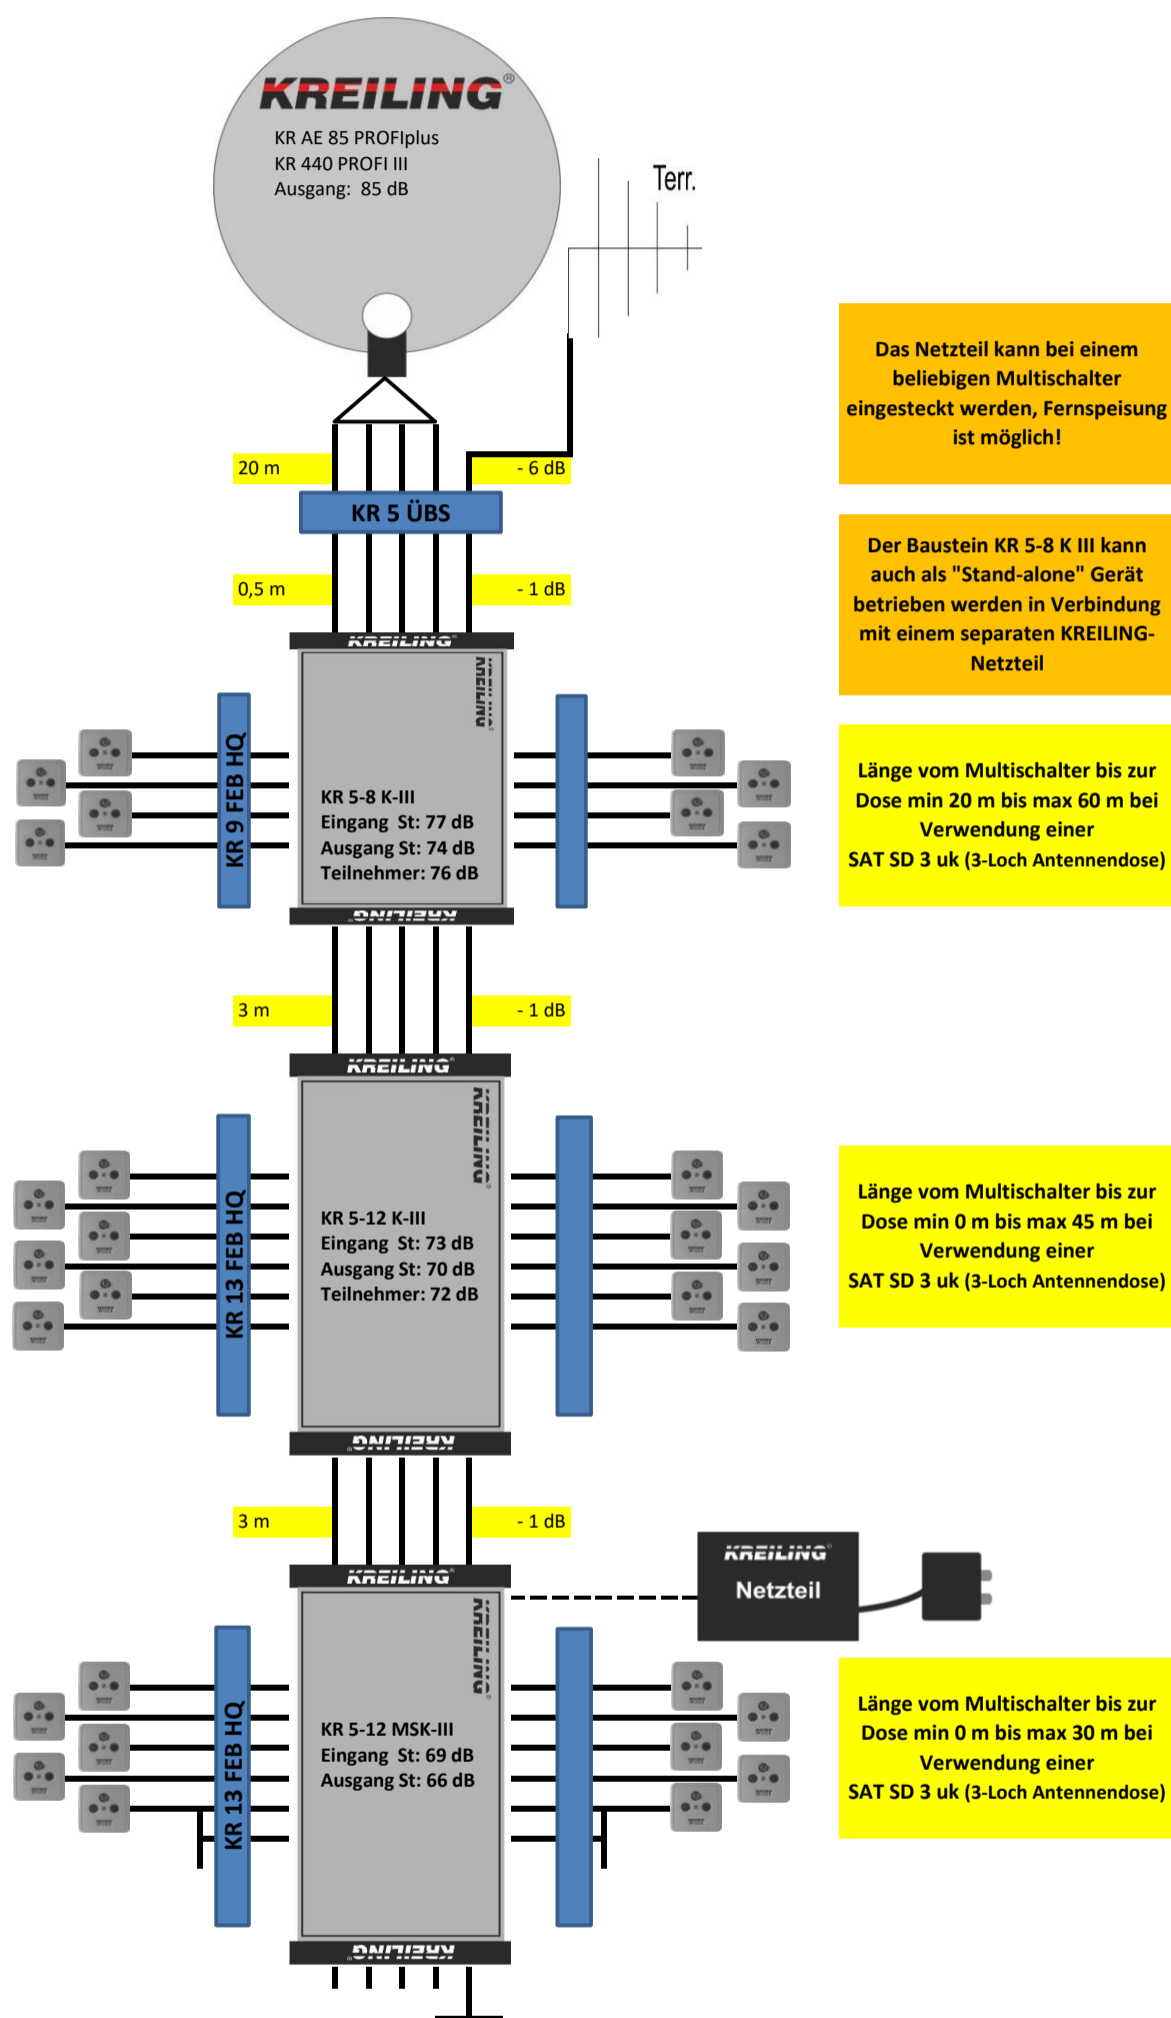 KREILING®
KR AE 85 PROFIplus
KR 440 PROFI III
Ausgang: 85 dB
Terr.
Das Netzteil kann bei einem
beliebigen Multischalter
eingesteckt werden, Fernspeisung
ist möglich!
20 m
- 6 dB
KR 5 ÜBS
Der Baustein KR 5-8 K III kann
auch als "Stand-alone" Gerät
betrieben werden in Verbindung
mit einem separaten KREILING-
Netzteil
0,5 m
- 1 dB
KREILING®
KREILING®
KR 9 FEB HQ
KR 5-8 K-III
Eingang St: 77 dB
Ausgang St: 74 dB
Teilnehmer: 76 dB
KREILING®
Länge vom Multischalter bis zur
Dose min 20 m bis max 60 m bei
Verwendung einer
SAT SD 3 uk (3-Loch Antennendose)
3 m
- 1 dB
KREILING®
KREILING®
KR 13 FEB HQ
KR 5-12 K-III
Eingang St: 73 dB
Ausgang St: 70 dB
Teilnehmer: 72 dB
KREILING®
Länge vom Multischalter bis zur
Dose min 0 m bis max 45 m bei
Verwendung einer
SAT SD 3 uk (3-Loch Antennendose)
3 m
- 1 dB
KREILING®
KREILING®
KREILING®
Netzteil
KR 13 FEB HQ
KR 5-12 MSK-III
Eingang St: 69 dB
Ausgang St: 66 dB
KREILING®
Länge vom Multischalter bis zur
Dose min 0 m bis max 30 m bei
Verwendung einer
SAT SD 3 uk (3-Loch Antennendose)